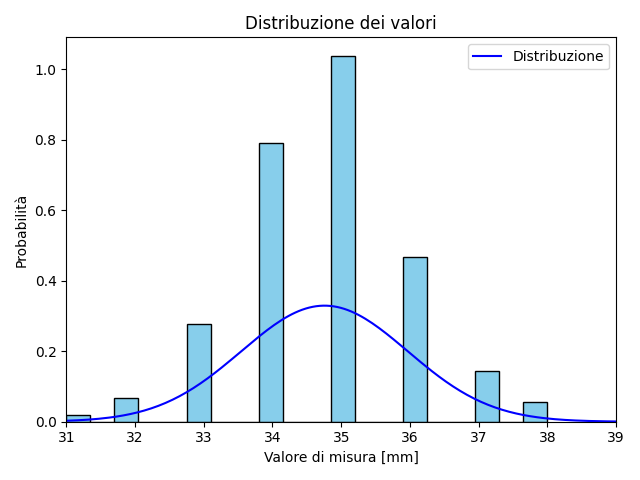 Distribuzione dei valori
Distribuzione
1.0
0.8
0.6
0.4
0.2
0.0
Probabilità
31 32 33 34 35 36 37 38 39
Valore di misura [mm]